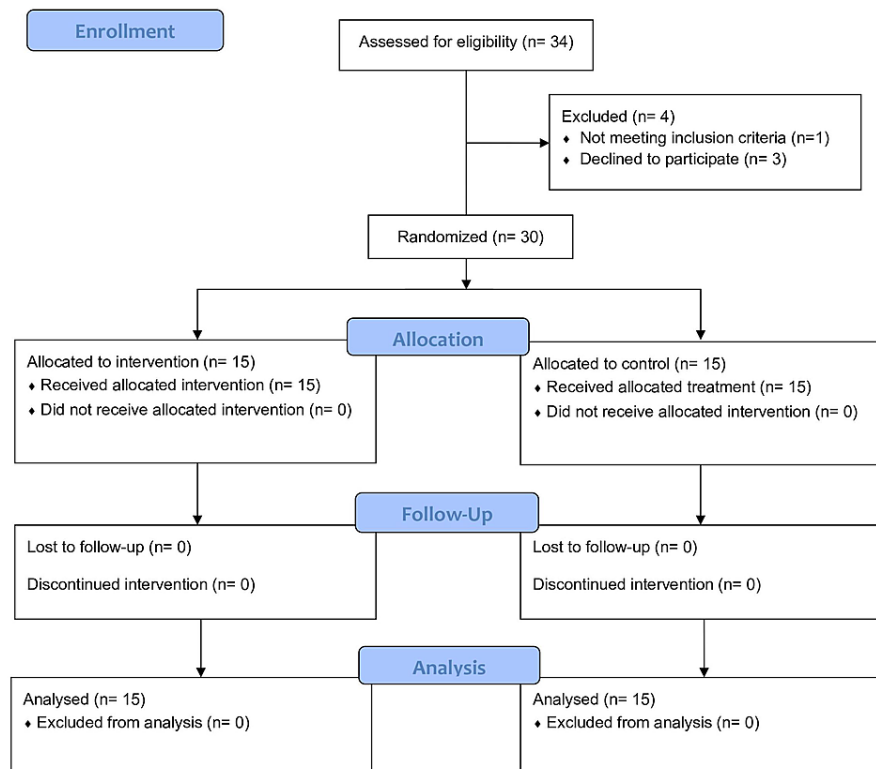 Enrollment
Assessed for eligibility (n= 34)
Excluded (n= 4)
♦ Not meeting inclusion criteria (n=1)
♦ Declined to participate (n= 3)
Randomized (n= 30)
Allocation
Allocated to intervention (n= 15)
♦ Received allocated intervention (n= 15)
♦ Did not receive allocated intervention (n= 0)
Allocated to control (n= 15)
♦ Received allocated treatment (n= 15)
♦ Did not receive allocated intervention (n= 0)
Follow-Up
Lost to follow-up (n= 0)
Discontinued intervention (n= 0)
Lost to follow-up (n= 0)
Discontinued intervention (n= 0)
Analysis
Analysed (n= 15)
♦ Excluded from analysis (n= 0)
Analysed (n= 15)
♦ Excluded from analysis (n= 0)